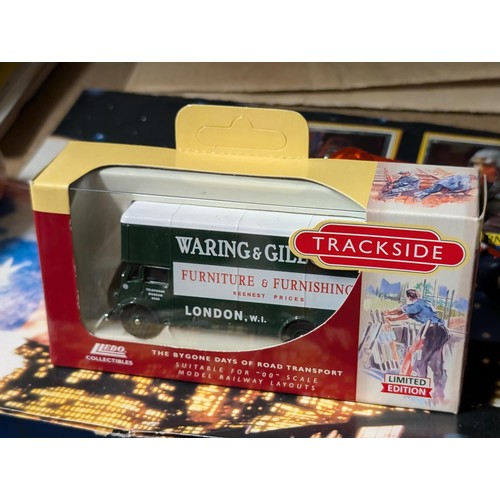 WARING & GILL
TRACKSIDE
FURNITURE & FURNISHING
KEENEST PRICES
LONDON, W.I.
LLEDO
COLLECTIBLES
THE BYGONE DAYS OF ROAD TRANSPORT
SUITABLE FOR "00" SCALE
MODEL RAILWAY LAYOUTS
LIMITED
EDITION